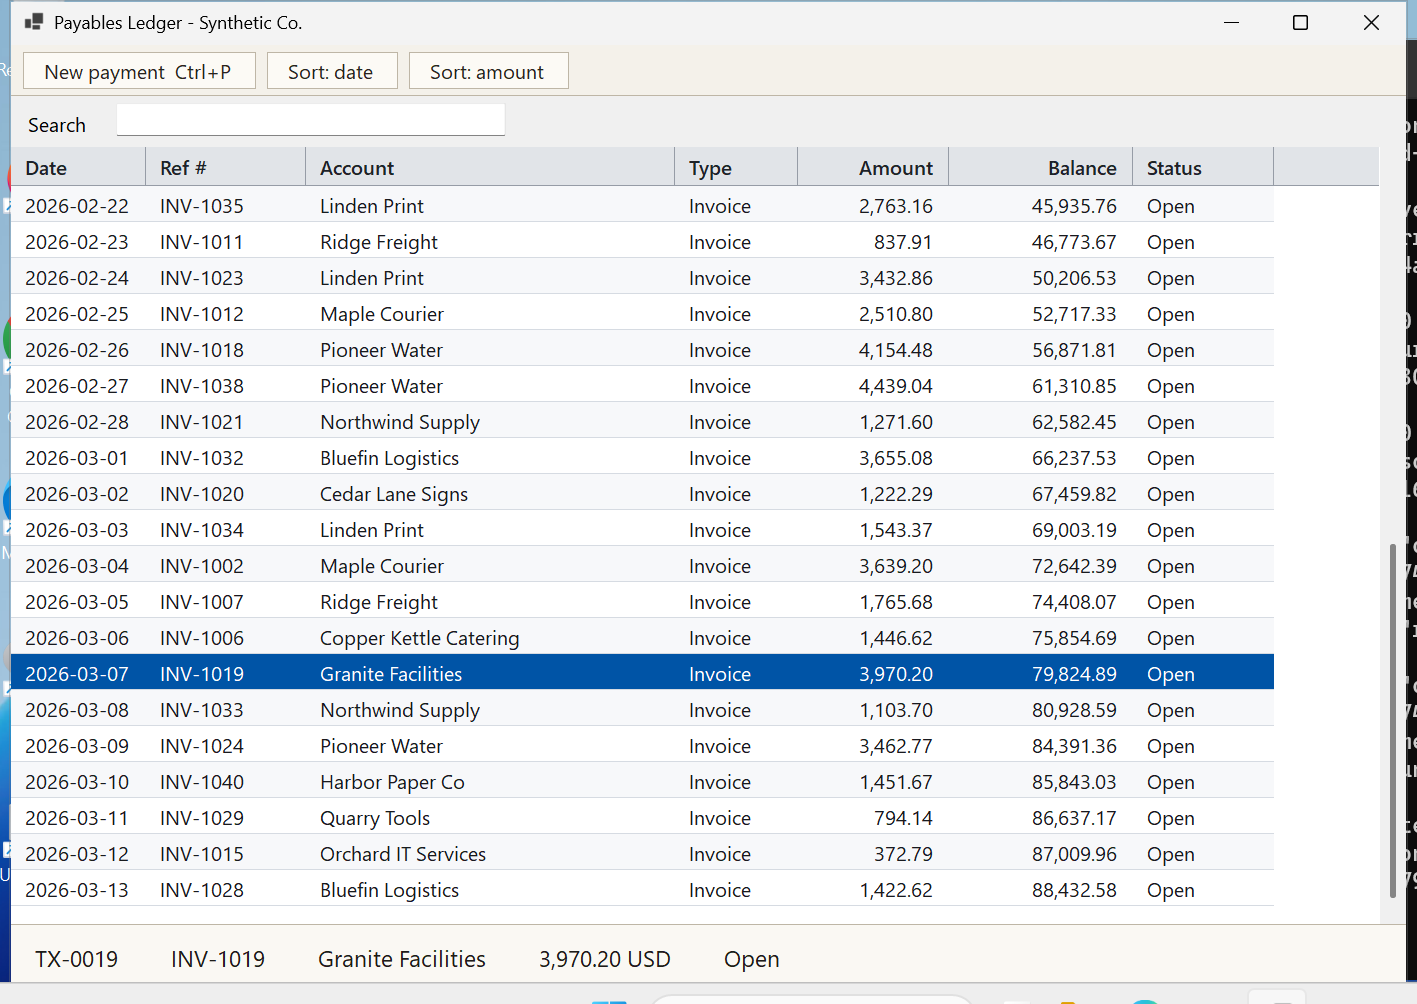 Payables Ledger - Synthetic Co.
New payment Ctrl+P Sort: date Sort: amount
Search
Date Ref # Account Type Amount Balance Status
2026-02-22 INV-1035 Linden Print Invoice 2,763.16 45,935.76 Open
2026-02-23 INV-1011 Ridge Freight Invoice 837.91 46,773.67 Open
2026-02-24 INV-1023 Linden Print Invoice 3,432.86 50,206.53 Open
2026-02-25 INV-1012 Maple Courier Invoice 2,510.80 52,717.33 Open
2026-02-26 INV-1018 Pioneer Water Invoice 4,154.48 56,871.81 Open
2026-02-27 INV-1038 Pioneer Water Invoice 4,439.04 61,310.85 Open
2026-02-28 INV-1021 Northwind Supply Invoice 1,271.60 62,582.45 Open
2026-03-01 INV-1032 Bluefin Logistics Invoice 3,655.08 66,237.53 Open
2026-03-02 INV-1020 Cedar Lane Signs Invoice 1,222.29 67,459.82 Open
2026-03-03 INV-1034 Linden Print Invoice 1,543.37 69,003.19 Open
2026-03-04 INV-1002 Maple Courier Invoice 3,639.20 72,642.39 Open
2026-03-05 INV-1007 Ridge Freight Invoice 1,765.68 74,408.07 Open
2026-03-06 INV-1006 Copper Kettle Catering Invoice 1,446.62 75,854.69 Open
2026-03-07 INV-1019 Granite Facilities Invoice 3,970.20 79,824.89 Open
2026-03-08 INV-1033 Northwind Supply Invoice 1,103.70 80,928.59 Open
2026-03-09 INV-1024 Pioneer Water Invoice 3,462.77 84,391.36 Open
2026-03-10 INV-1040 Harbor Paper Co Invoice 1,451.67 85,843.03 Open
2026-03-11 INV-1029 Quarry Tools Invoice 794.14 86,637.17 Open
2026-03-12 INV-1015 Orchard IT Services Invoice 372.79 87,009.96 Open
2026-03-13 INV-1028 Bluefin Logistics Invoice 1,422.62 88,432.58 Open
TX-0019 INV-1019 Granite Facilities 3,970.20 USD Open